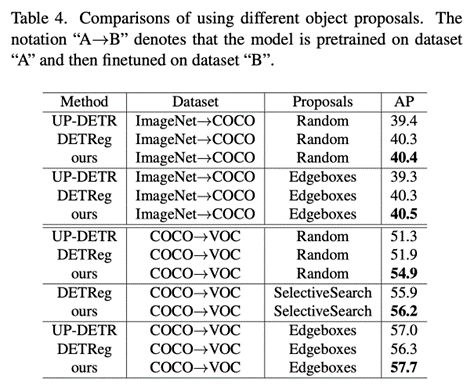 Table 4. Comparisons of using different object proposals. The
notation “A→B” denotes that the model is pretrained on dataset
“A” and then finetuned on dataset “B”.
Method Dataset Proposals AP
UP-DETR ImageNet→COCO Random 39.4
DETReg ImageNet→COCO Random 40.3
ours ImageNet→COCO Random 40.4
UP-DETR ImageNet→COCO Edgeboxes 39.3
DETReg ImageNet→COCO Edgeboxes 40.3
ours ImageNet→COCO Edgeboxes 40.5
UP-DETR COCO→VOC Random 51.3
DETReg COCO→VOC Random 51.9
ours COCO→VOC Random 54.9
DETReg COCO→VOC SelectiveSearch 55.9
ours COCO→VOC SelectiveSearch 56.2
UP-DETR COCO→VOC Edgeboxes 57.0
DETReg COCO→VOC Edgeboxes 56.3
ours COCO→VOC Edgeboxes 57.7